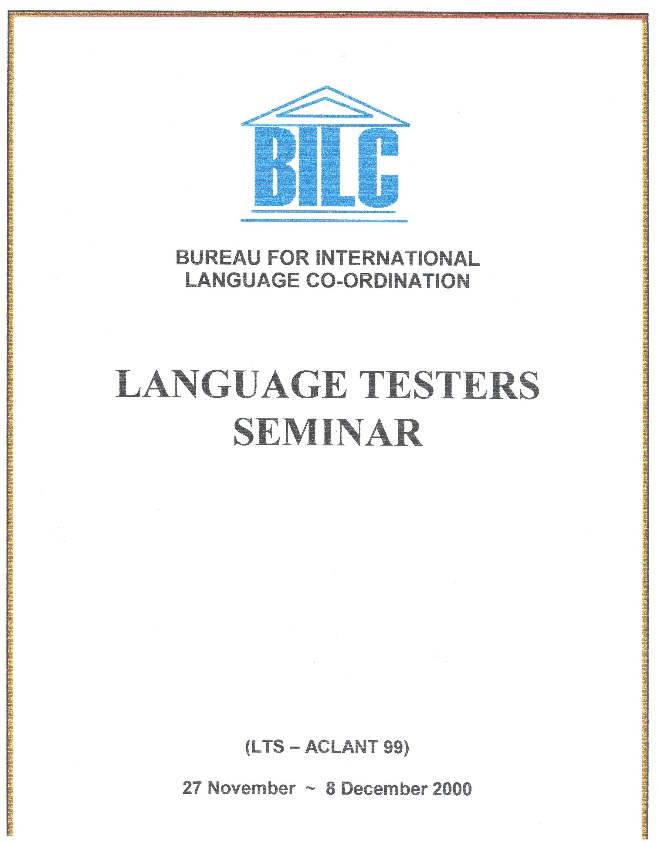 BILC
BUREAU FOR INTERNATIONAL
LANGUAGE CO-ORDINATION
LANGUAGE TESTERS
SEMINAR
(LTS – ACLANT 99)
27 November ~ 8 December 2000